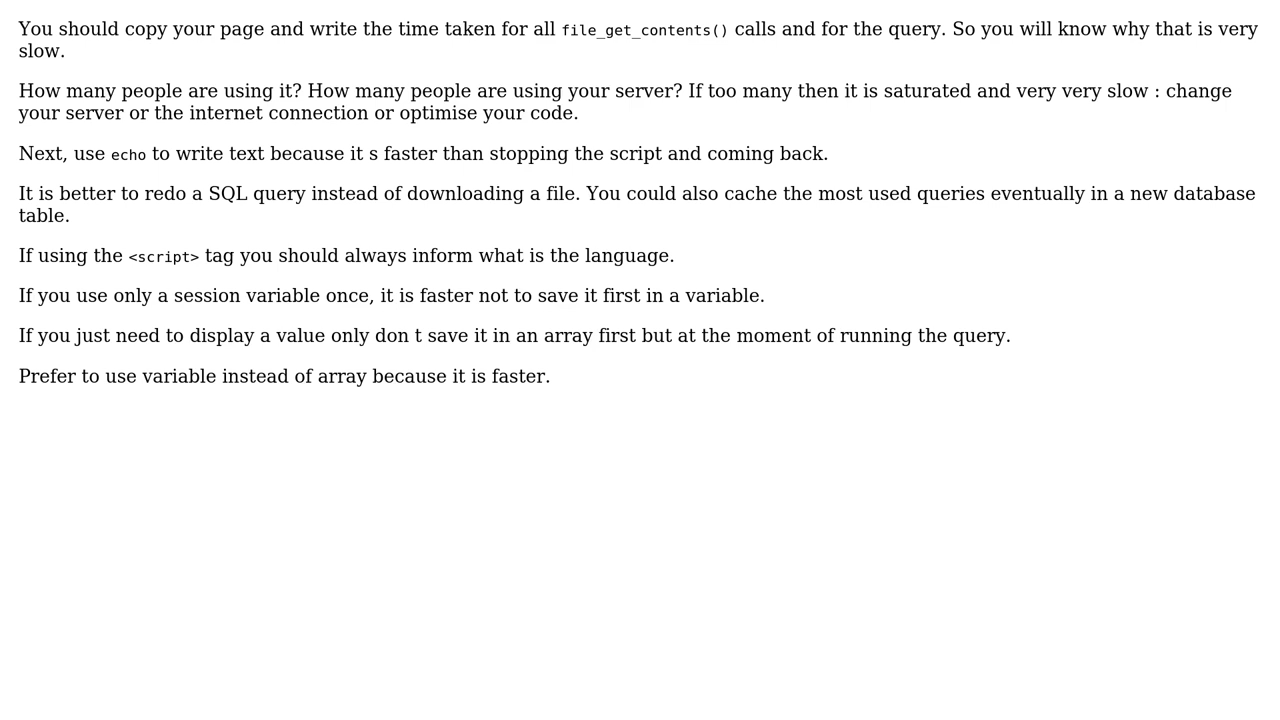 You should copy your page and write the time taken for all file_get_contents() calls and for the query. So you will know why that is very
slow.
How many people are using it? How many people are using your server? If too many then it is saturated and very very slow : change
your server or the internet connection or optimise your code.
Next, use echo to write text because it s faster than stopping the script and coming back.
It is better to redo a SQL query instead of downloading a file. You could also cache the most used queries eventually in a new database
table.
If using the <script> tag you should always inform what is the language.
If you use only a session variable once, it is faster not to save it first in a variable.
If you just need to display a value only don t save it in an array first but at the moment of running the query.
Prefer to use variable instead of array because it is faster.